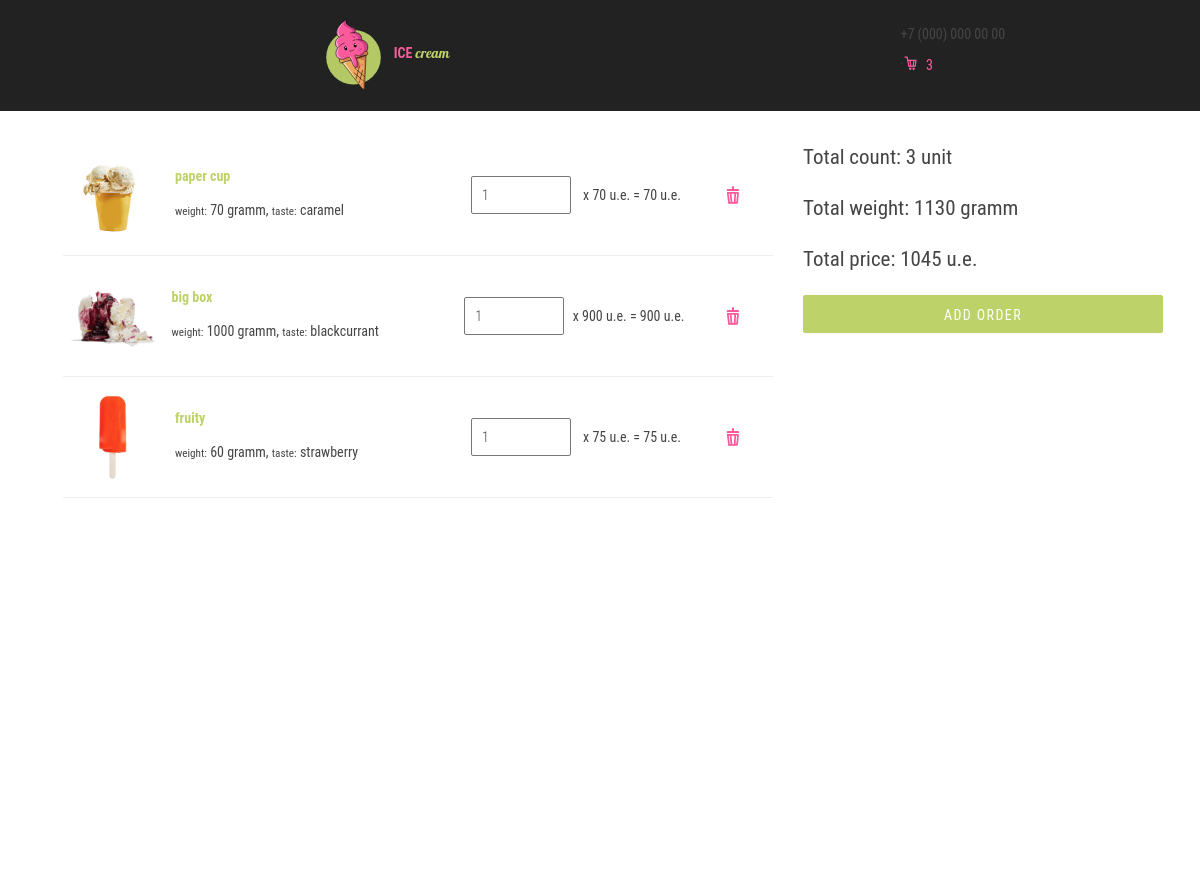 ICE cream
+7 (000) 000 00 00
3
paper cup
weight: 70 gramm, taste: caramel
1
x 70 u.e. = 70 u.e.
big box
weight: 1000 gramm, taste: blackcurrant
1
x 900 u.e. = 900 u.e.
fruity
weight: 60 gramm, taste: strawberry
1
x 75 u.e. = 75 u.e.
Total count: 3 unit
Total weight: 1130 gramm
Total price: 1045 u.e.
ADD ORDER